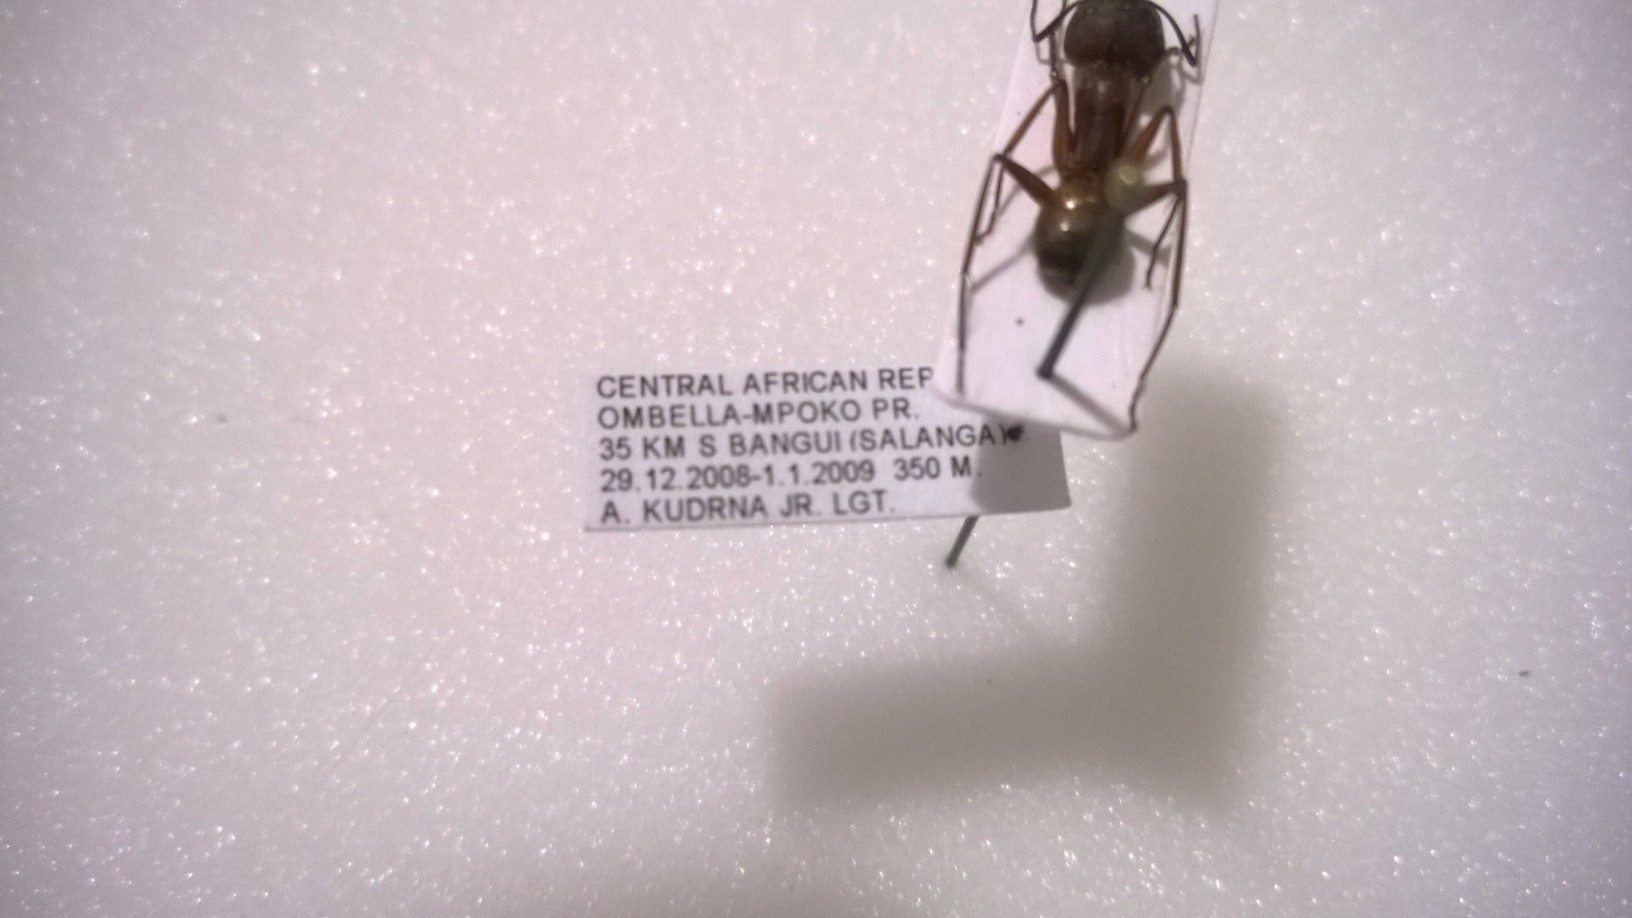 CENTRAL AFRICAN REP
OMBELLA-MPOKO PR.
35 KM S BANGUI (SALANGA)
29.12.2008-1.1.2009 350 M.
A. KUDRNA JR. LGT.